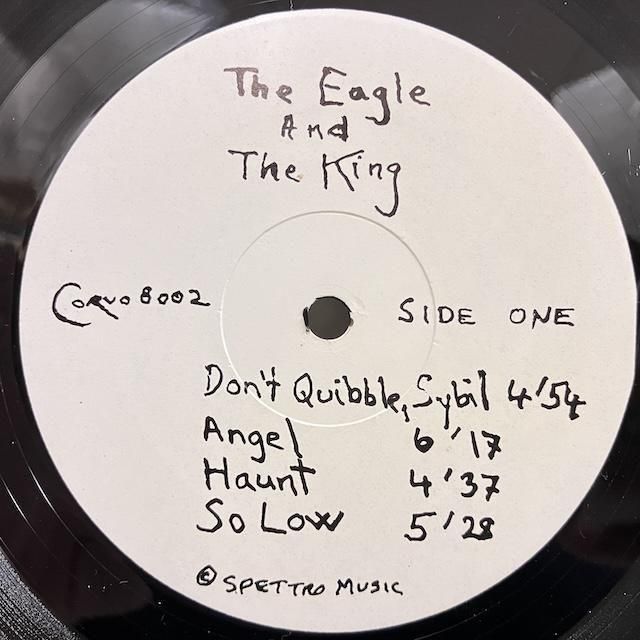 The Eagle
And
The King
Corvo 8002
SIDE ONE
Don't Quibble, Sybil 4'54
Angel 6'17
Haunt 4'37
So Low 5'28
© SPETTRO MUSIC